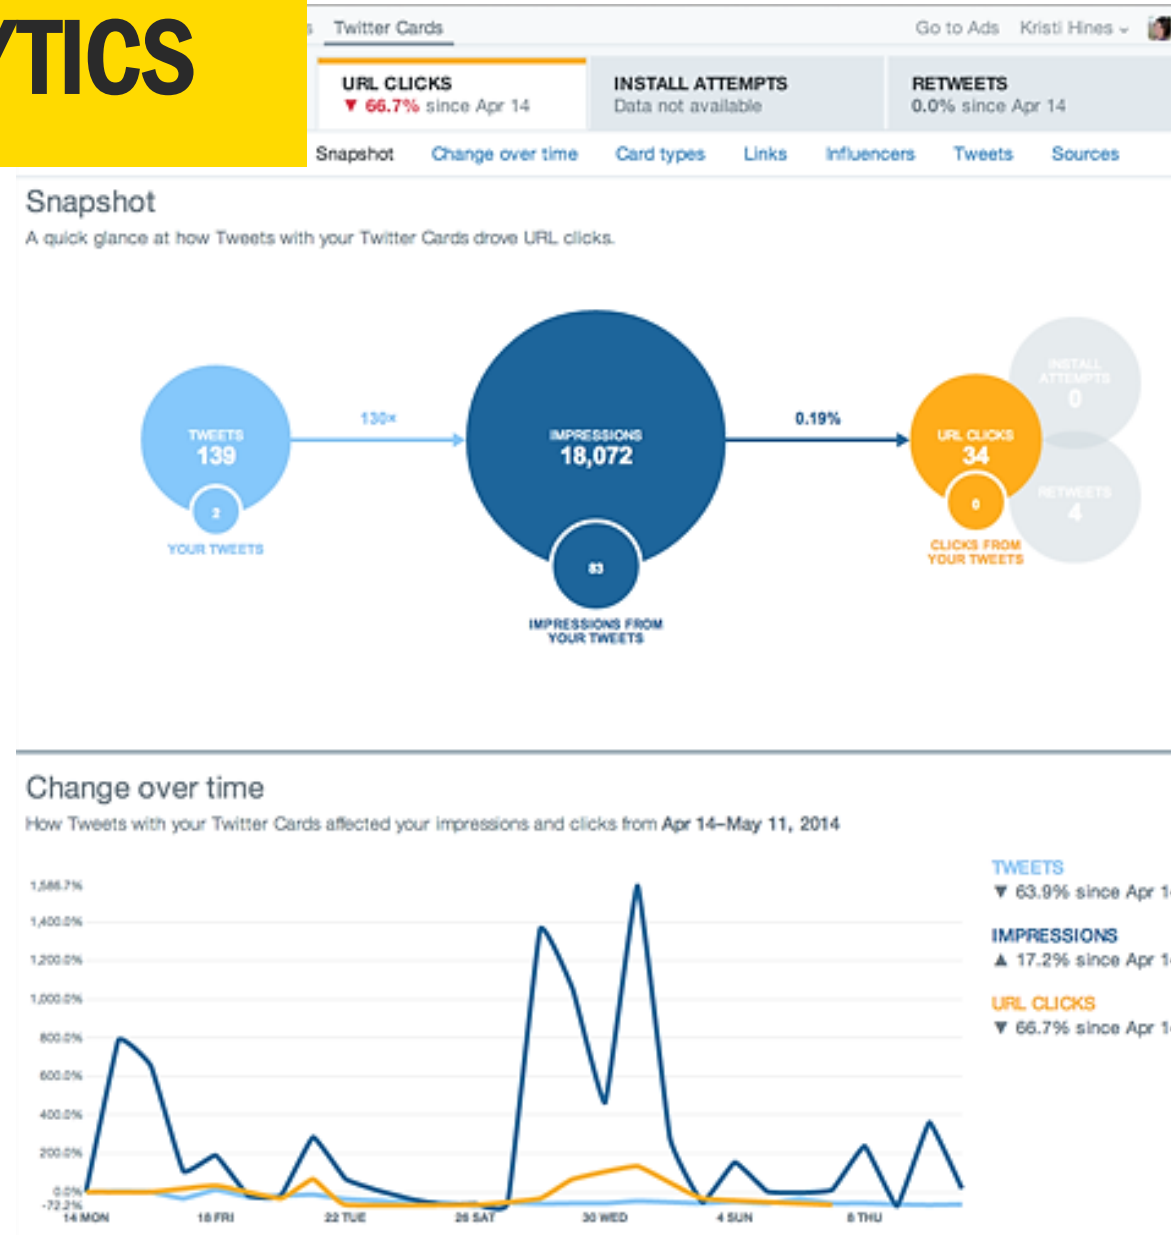 YTICS
s Twitter Cards Go to Ads Kristi Hines
URL CLICKS
▼ 66.7% since Apr 14
INSTALL ATTEMPTS
Data not available
RETWEETS
0.0% since Apr 14
Snapshot Change over time Card types Links Influencers Tweets Sources
Snapshot
A quick glance at how Tweets with your Twitter Cards drove URL clicks.
TWEETS
139
2
YOUR TWEETS
130×
IMPRESSIONS
18,072
83
IMPRESSIONS FROM
YOUR TWEETS
0.19%
URL CLICKS
34
0
CLICKS FROM
YOUR TWEETS
INSTALL
ATTEMPTS
0
RETWEETS
4
Change over time
How Tweets with your Twitter Cards affected your impressions and clicks from Apr 14–May 11, 2014
1,586.7%
1,400.0%
1,200.0%
1,000.0%
800.0%
600.0%
400.0%
200.0%
0.0%
-72.2%
14 MON 18 FRI 22 TUE 26 SAT 30 WED 4 SUN 8 THU
TWEETS
▼ 63.9% since Apr 14
IMPRESSIONS
▲ 17.2% since Apr 14
URL CLICKS
▼ 66.7% since Apr 14